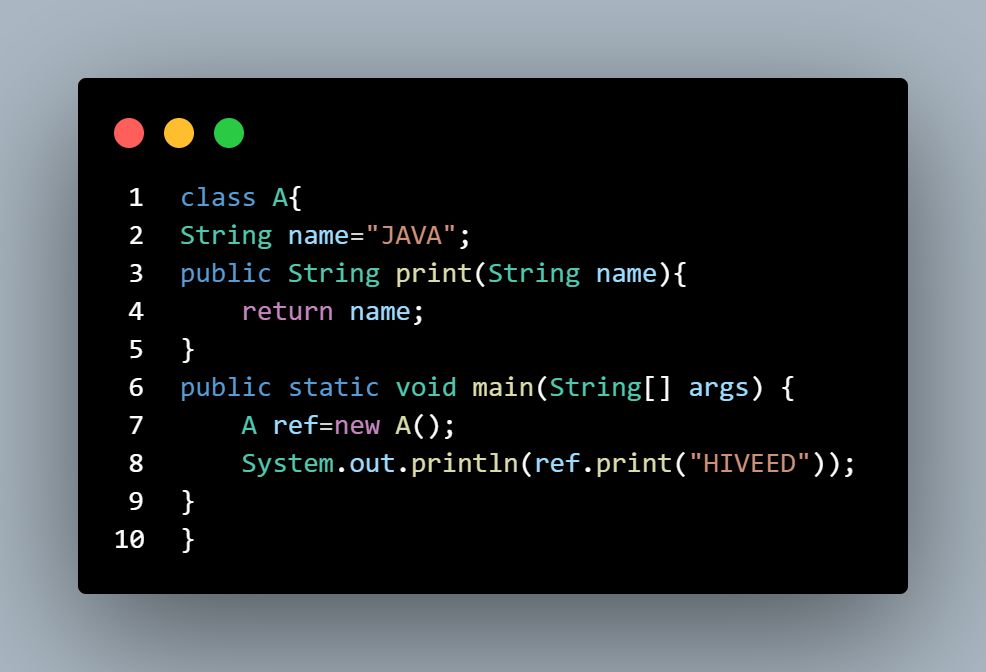 1 class A{
2 String name="JAVA";
3 public String print(String name){
4     return name;
5 }
6 public static void main(String[] args) {
7     A ref=new A();
8     System.out.println(ref.print("HIVEED"));
9 }
10 }